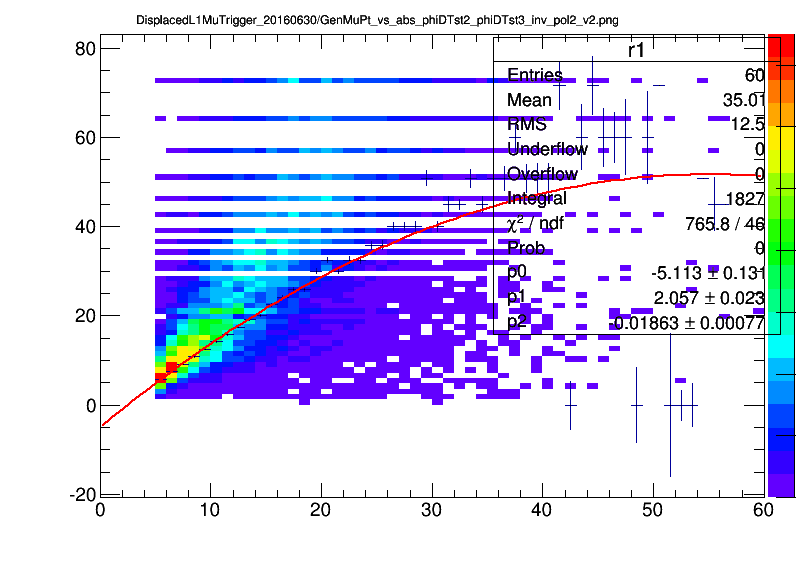 DisplacedL1MuTrigger_20160630/GenMuPt_vs_abs_phiDTst2_phiDTst3_inv_pol2_v2.png
r1
Entries 60
Mean 35.01
RMS 12.5
Underflow 0
Overflow 0
Integral 1827
χ² / ndf 765.8 / 46
Prob 0
p0 -5.113 ± 0.131
p1 2.057 ± 0.023
p2 -0.01863 ± 0.00077
80
60
40
20
0
-20
0 10 20 30 40 50 60